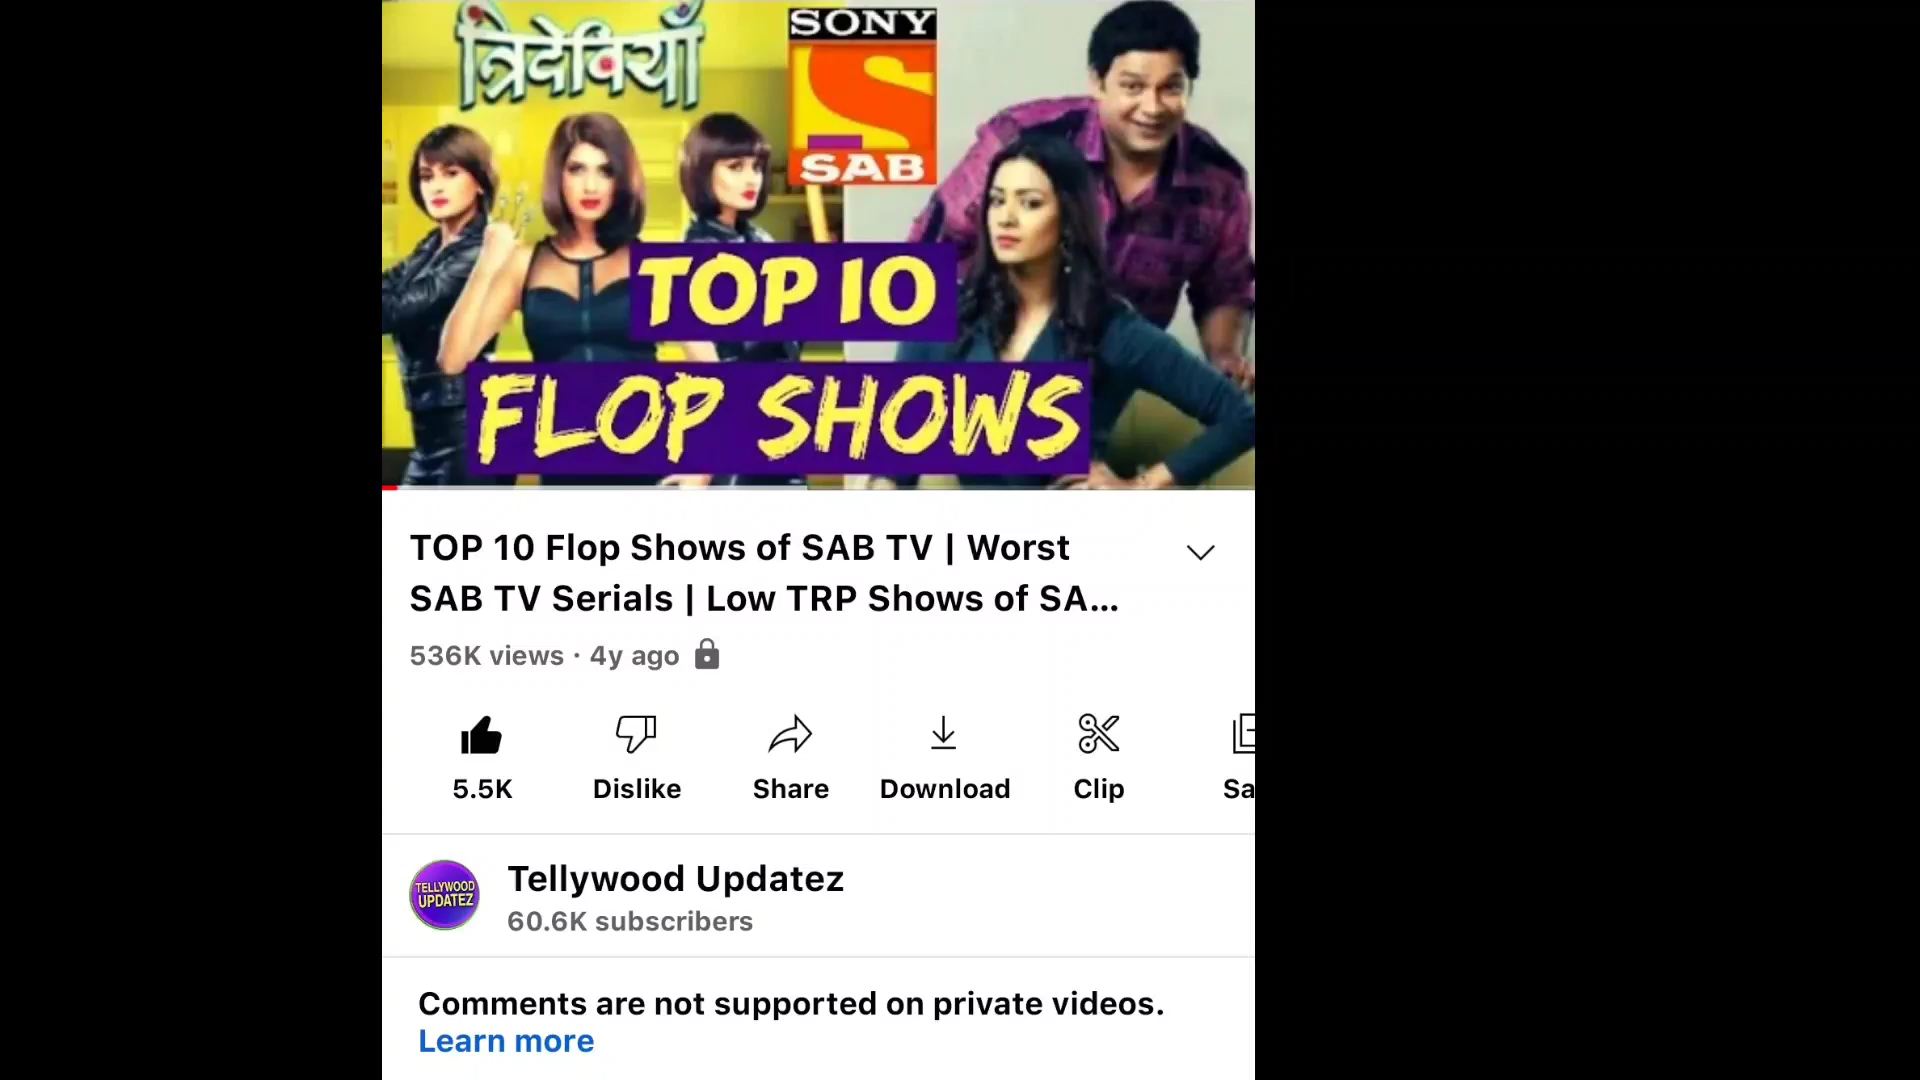 त्रिदेवियाँ
SONY
SAB
TOP 10
FLOP SHOWS
TOP 10 Flop Shows of SAB TV | Worst
SAB TV Serials | Low TRP Shows of SA...
536K views · 4y ago
5.5K Dislike Share Download Clip Sa
TELLYWOOD
UPDATEZ
Tellywood Updatez
60.6K subscribers
Comments are not supported on private videos.
Learn more